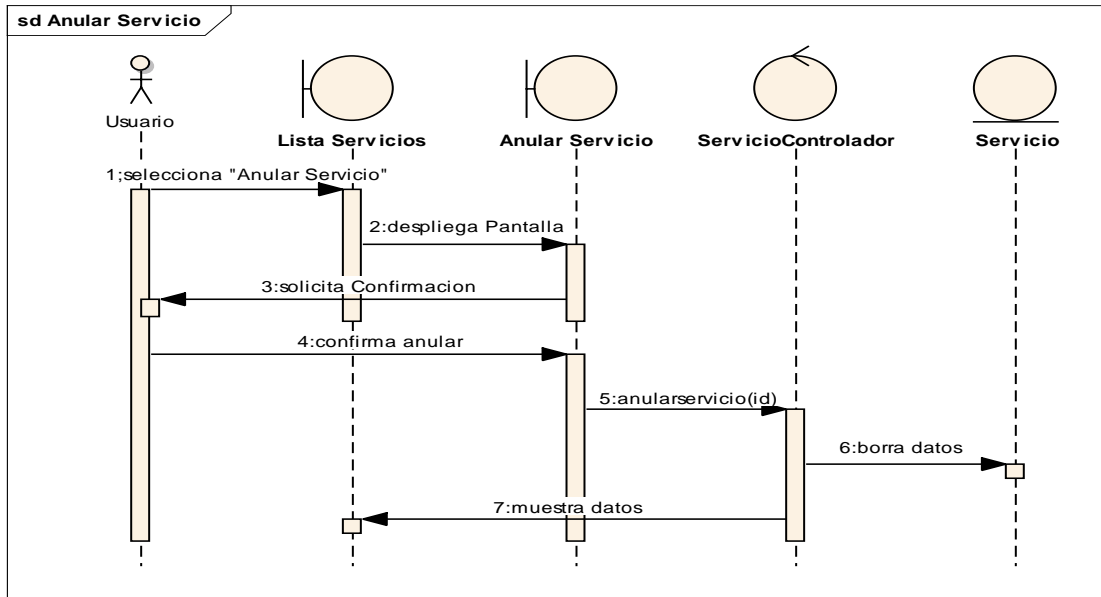 sd Anular Servicio
Usuario
Lista Servicios
Anular Servicio
ServicioControlador
Servicio
1;selecciona "Anular Servicio"
2:despliega Pantalla
3:solicita Confirmacion
4:confirma anular
5:anularservicio(id)
6:borra datos
7:muestra datos